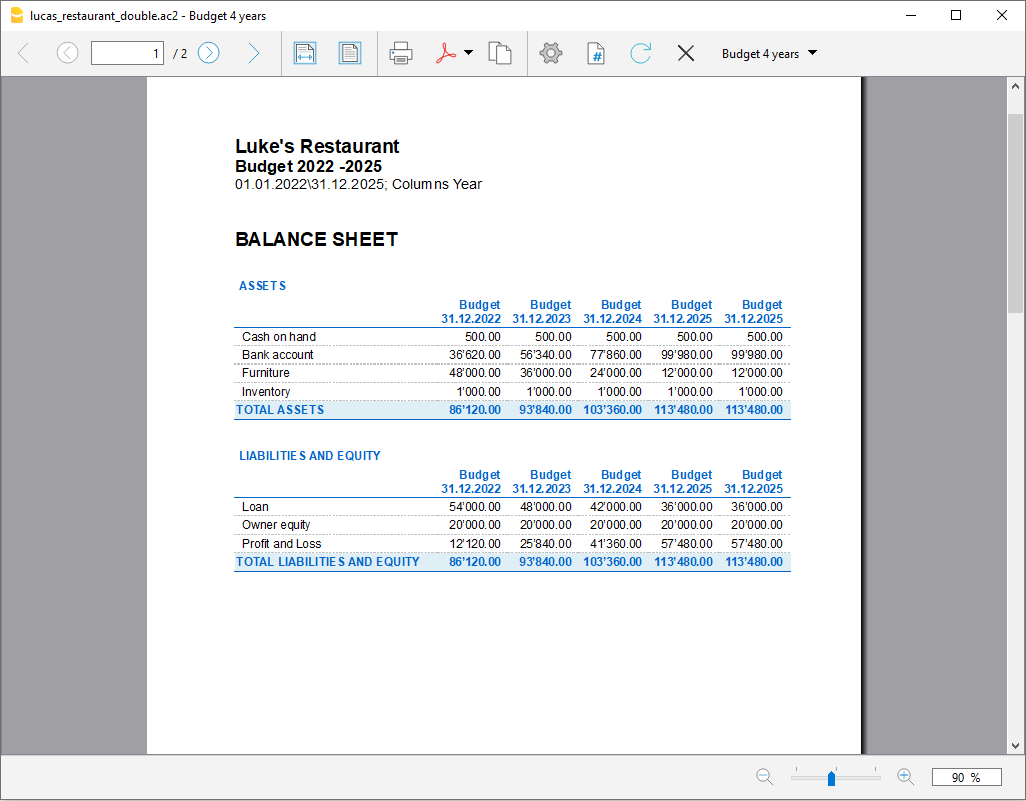 lucas_restaurant_double.ac2 - Budget 4 years
1 / 2 Budget 4 years
Luke's Restaurant
Budget 2022 -2025
01.01.2022\31.12.2025; Columns Year
BALANCE SHEET
ASSETS
Budget Budget Budget Budget Budget
31.12.2022 31.12.2023 31.12.2024 31.12.2025 31.12.2025
Cash on hand 500.00 500.00 500.00 500.00 500.00
Bank account 36'620.00 56'340.00 77'860.00 99'980.00 99'980.00
Furniture 48'000.00 36'000.00 24'000.00 12'000.00 12'000.00
Inventory 1'000.00 1'000.00 1'000.00 1'000.00 1'000.00
TOTAL ASSETS 86'120.00 93'840.00 103'360.00 113'480.00 113'480.00
LIABILITIES AND EQUITY
Budget Budget Budget Budget Budget
31.12.2022 31.12.2023 31.12.2024 31.12.2025 31.12.2025
Loan 54'000.00 48'000.00 42'000.00 36'000.00 36'000.00
Owner equity 20'000.00 20'000.00 20'000.00 20'000.00 20'000.00
Profit and Loss 12'120.00 25'840.00 41'360.00 57'480.00 57'480.00
TOTAL LIABILITIES AND EQUITY 86'120.00 93'840.00 103'360.00 113'480.00 113'480.00
90 %